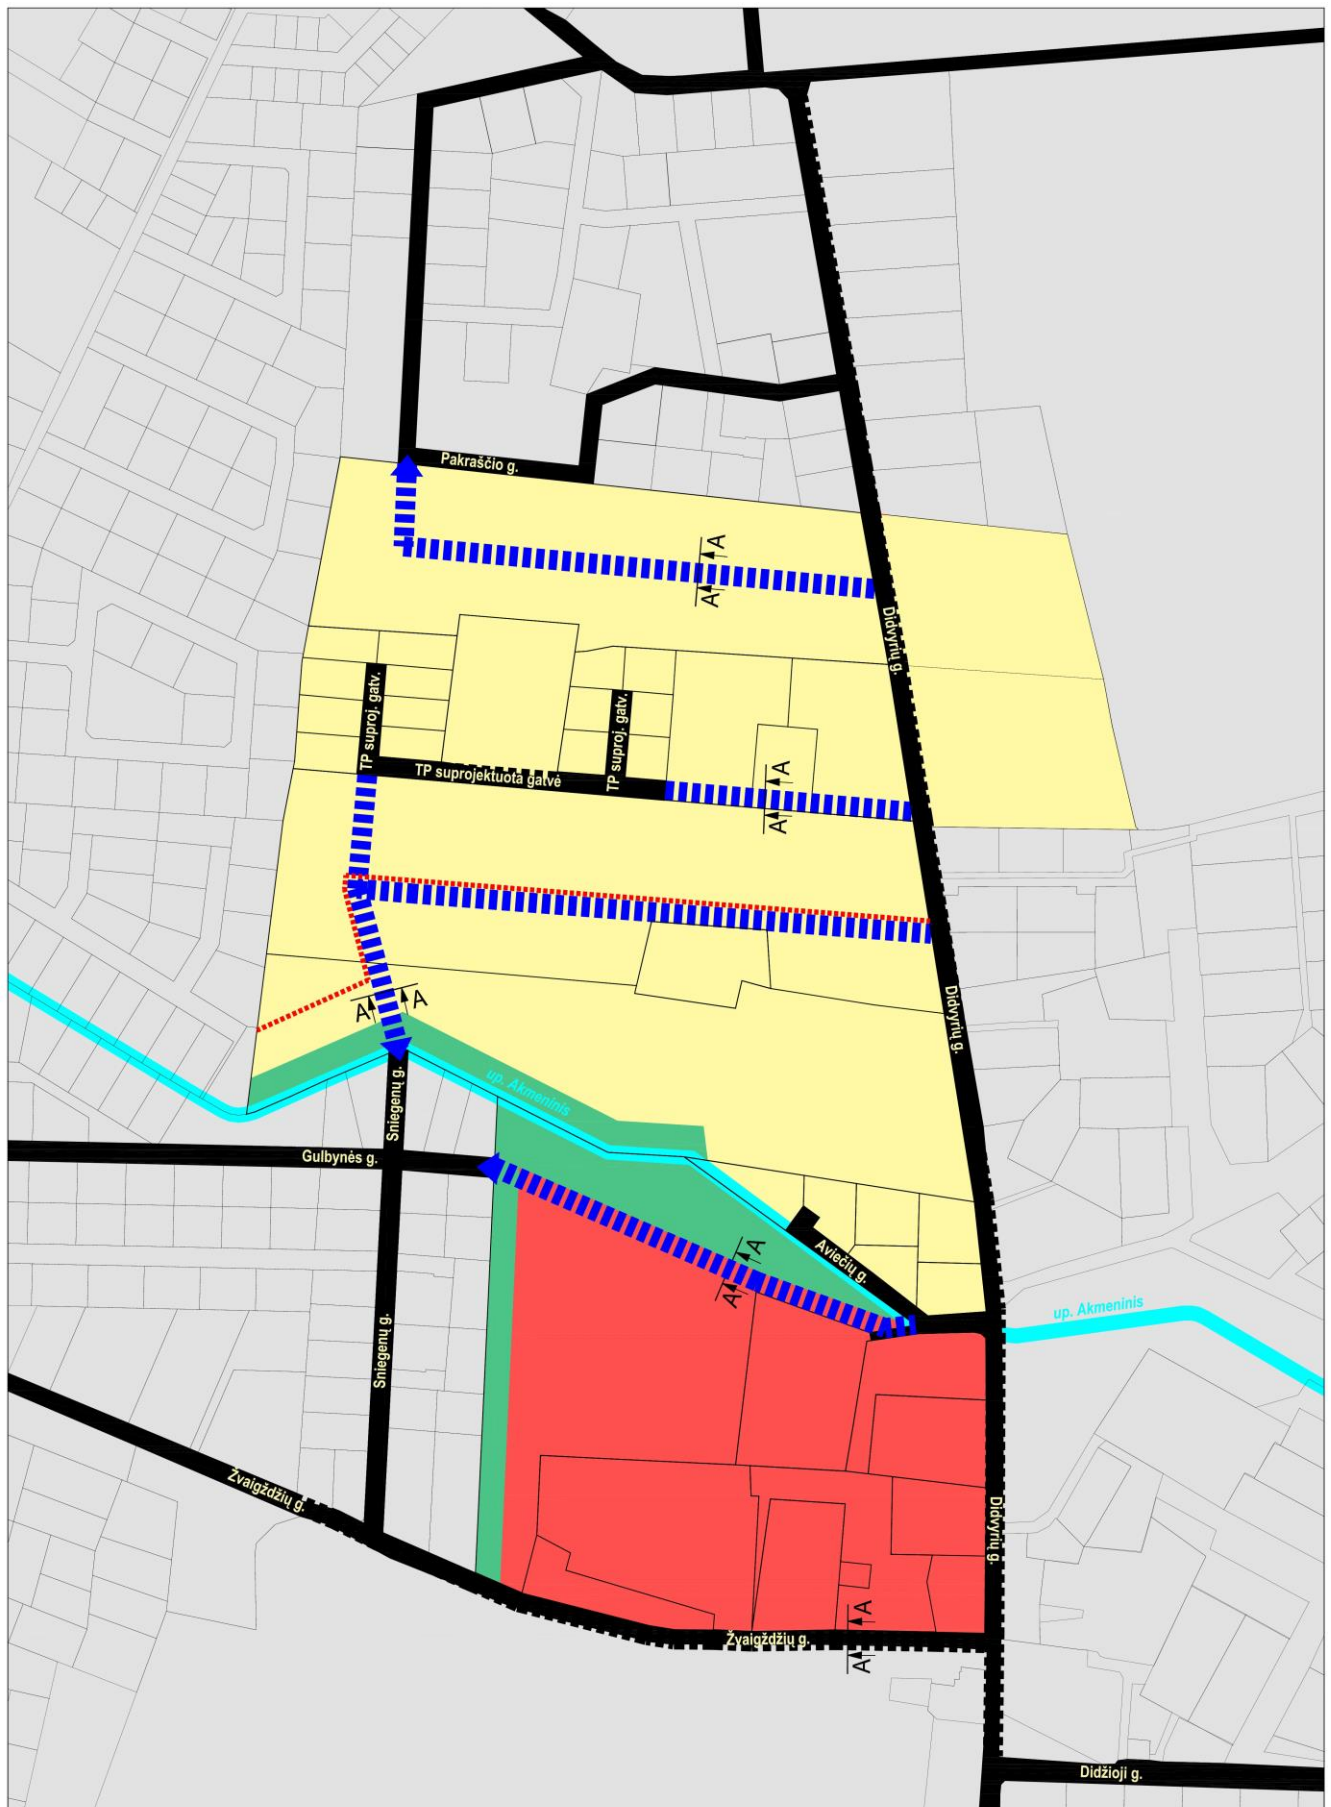 Pakraščio g.
A
A
Didvyrių g.
TP suproj. gatv.
TP suproj. gatv.
TP suprojektuota gatvė
A
A
Didvyrių g.
A
A
Sniegenų g.
up. Akmeninis
Gulbynės g.
A
A
Aviečių g.
up. Akmeninis
Sniegenų g.
Žvaigždžių g.
Didvyrių g.
A
Žvaigždžių g.
A
Didžioji g.